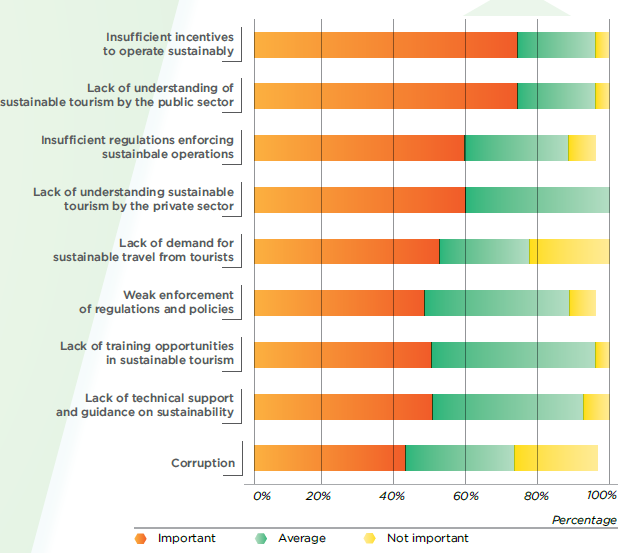 Insufficient incentives
to operate sustainably
Lack of understanding of
sustainable tourism by the public sector
Insufficient regulations enforcing
sustainbale operations
Lack of understanding sustainable
tourism by the private sector
Lack of demand for
sustainable travel from tourists
Weak enforcement
of regulations and policies
Lack of training opportunities
in sustainable tourism
Lack of technical support
and guidance on sustainability
Corruption
0% 20% 40% 60% 80% 100%
Percentage
Important Average Not important